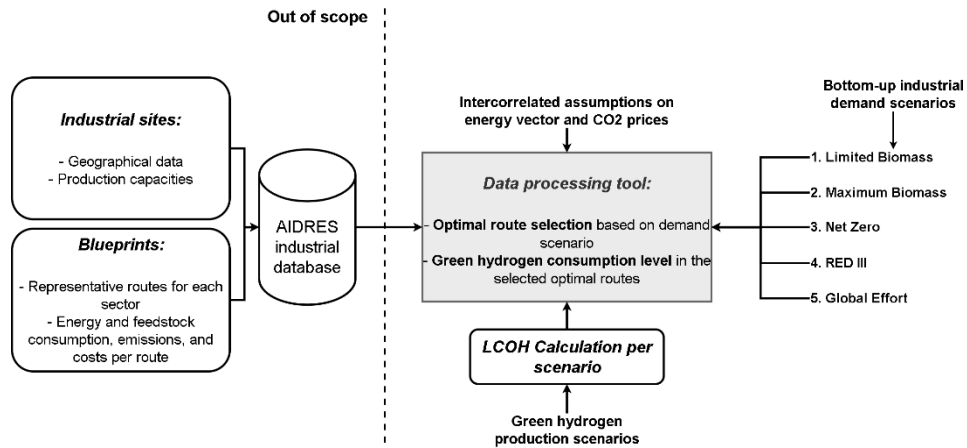 Out of scope
Industrial sites:
- Geographical data
- Production capacities
Blueprints:
- Representative routes for each
sector
- Energy and feedstock
consumption, emissions, and
costs per route
AIDRES
industrial
database
Intercorrelated assumptions on
energy vector and CO2 prices
Data processing tool:
- Optimal route selection based on demand
scenario
- Green hydrogen consumption level in the
selected optimal routes
LCOH Calculation per
scenario
Green hydrogen
production scenarios
Bottom-up industrial
demand scenarios
1. Limited Biomass
2. Maximum Biomass
3. Net Zero
4. RED III
5. Global Effort